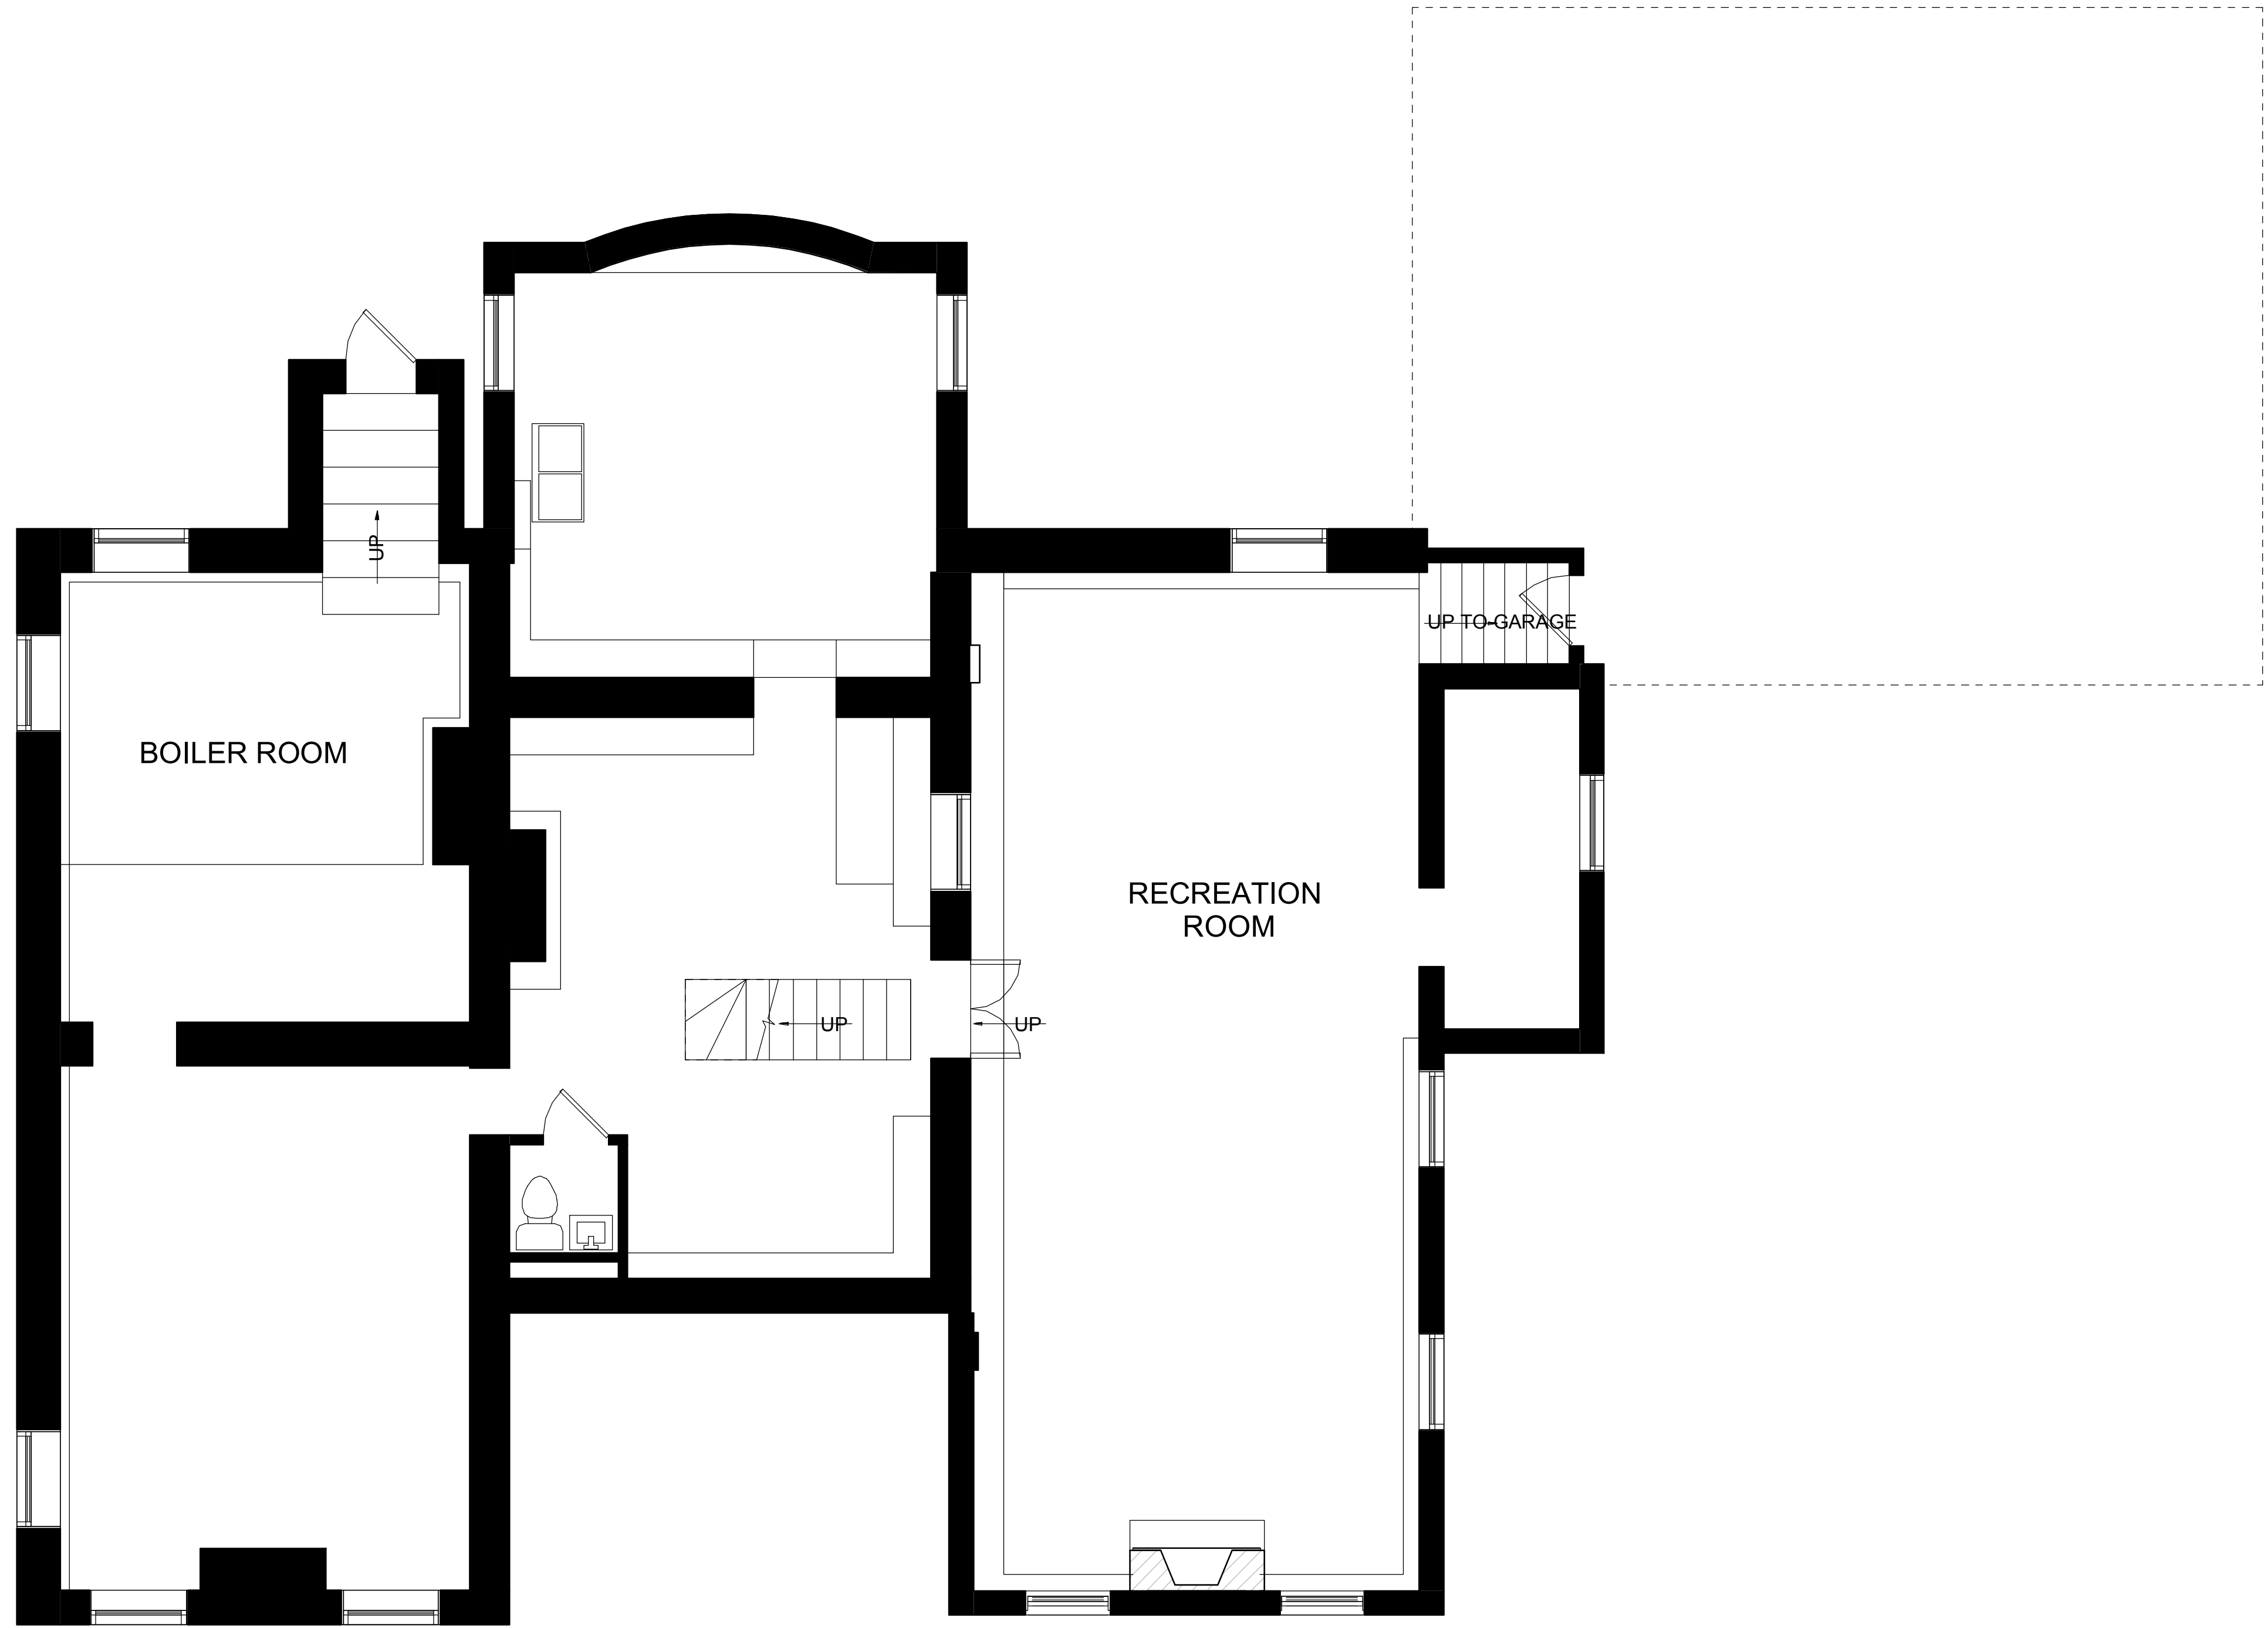 UP
UP TO GARAGE
BOILER ROOM
RECREATION
ROOM
UP
UP